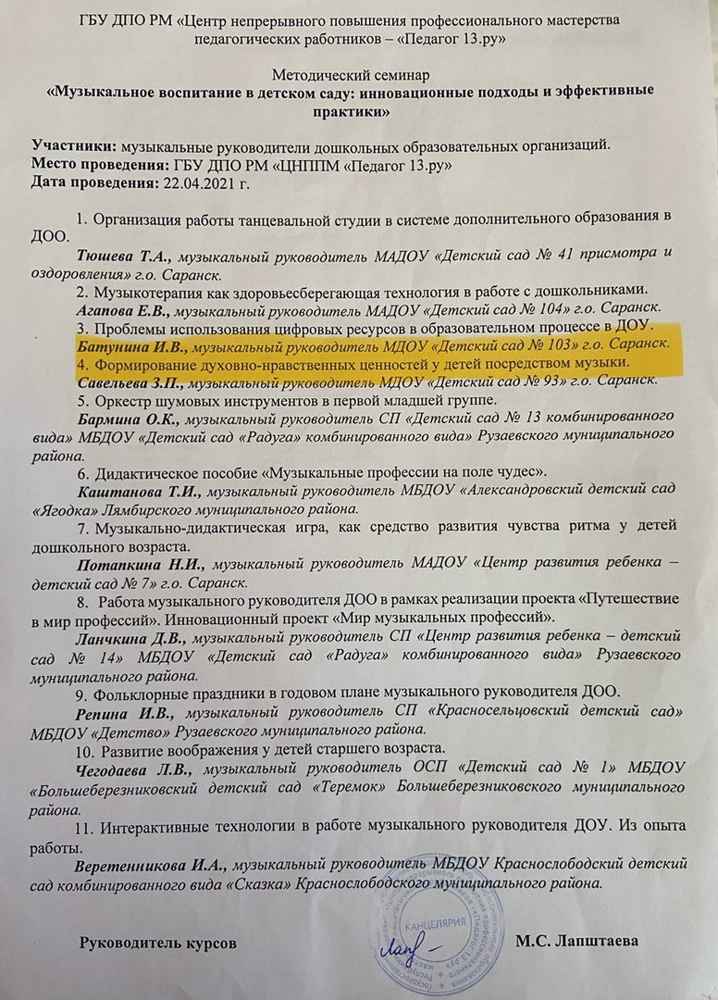 ГБУ ДПО РМ «Центр непрерывного повышения профессионального мастерства
педагогических работников – «Педагог 13.ру»
Методический семинар
«Музыкальное воспитание в детском саду: инновационные подходы и эффективные
практики»
Участники: музыкальные руководители дошкольных образовательных организаций.
Место проведения: ГБУ ДПО РМ «ЦНППМ «Педагог 13.ру»
Дата проведения: 22.04.2021 г.
1. Организация работы танцевальной студии в системе дополнительного образования в
ДОО.
Тюшева Т.А., музыкальный руководитель МАДОУ «Детский сад № 41 присмотра и
оздоровления» г.о. Саранск.
2. Музыкотерапия как здоровьесберегающая технология в работе с дошкольниками.
Агапова Е.В., музыкальный руководитель МАДОУ «Детский сад № 104» г.о. Саранск.
3. Проблемы использования цифровых ресурсов в образовательном процессе в ДОУ.
Батунина И.В., музыкальный руководитель МДОУ «Детский сад № 103» г.о. Саранск.
4. Формирование духовно-нравственных ценностей у детей посредством музыки.
Савельева З.П., музыкальный руководитель МДОУ «Детский сад № 93» г.о. Саранск.
5. Оркестр шумовых инструментов в первой младшей группе.
Бармина О.К., музыкальный руководитель СП «Детский сад № 13 комбинированного
вида» МБДОУ «Детский сад «Радуга» комбинированного вида» Рузаевского муниципального
района.
6. Дидактическое пособие «Музыкальные профессии на поле чудес».
Каштанова Т.И., музыкальный руководитель МБДОУ «Александровский детский сад
«Ягодка» Лямбирского муниципального района.
7. Музыкально-дидактическая игра, как средство развития чувства ритма у детей
дошкольного возраста.
Потапкина Н.И., музыкальный руководитель МАДОУ «Центр развития ребенка –
детский сад № 7» г.о. Саранск.
8. Работа музыкального руководителя ДОО в рамках реализации проекта «Путешествие
в мир профессий». Инновационный проект «Мир музыкальных профессий».
Ланчкина Д.В., музыкальный руководитель СП «Центр развития ребенка – детский
сад № 14» МБДОУ «Детский сад «Радуга» комбинированного вида» Рузаевского
муниципального района.
9. Фольклорные праздники в годовом плане музыкального руководителя ДОО.
Репина И.В., музыкальный руководитель СП «Красносельцовский детский сад»
МБДОУ «Детство» Рузаевского муниципального района.
10. Развитие воображения у детей старшего возраста.
Чегодаева Л.В., музыкальный руководитель ОСП «Детский сад № 1» МБДОУ
«Большеберезниковский детский сад «Теремок» Большеберезниковского муниципального
района.
11. Интерактивные технологии в работе музыкального руководителя ДОУ. Из опыта
работы.
Веретенникова И.А., музыкальный руководитель МБДОУ Краснослободский детский
сад комбинированного вида «Сказка» Краснослободского муниципального района.
КАНЦЕЛЯРИЯ
Руководитель курсов М.С. Лапштаева